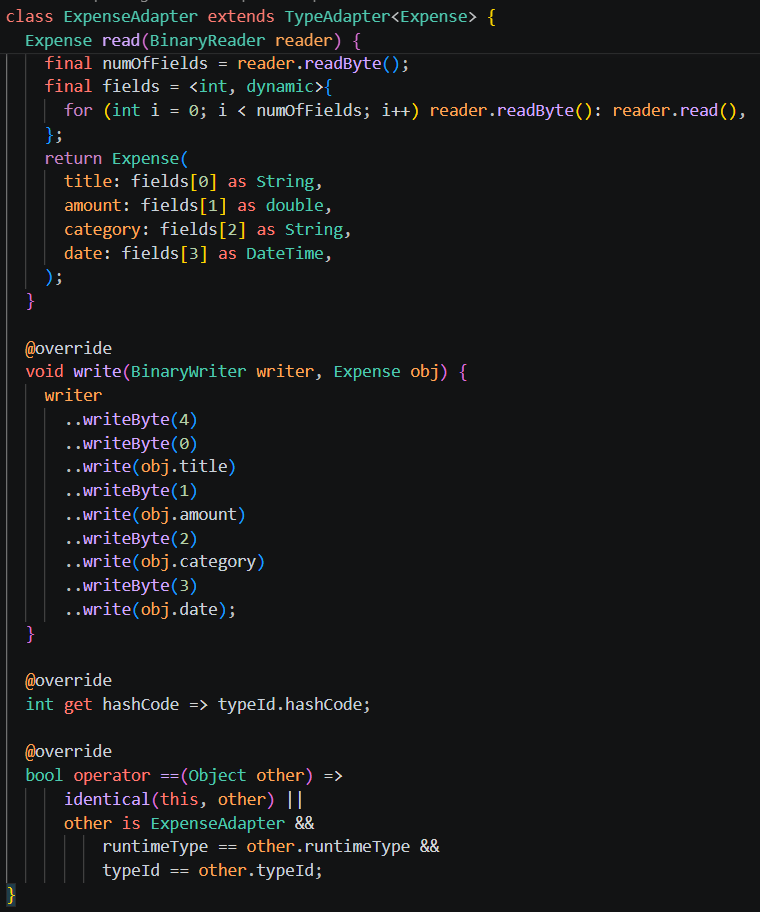 class ExpenseAdapter extends TypeAdapter<Expense> {
  Expense read(BinaryReader reader) {
    final numOfFields = reader.readByte();
    final fields = <int, dynamic>{
      for (int i = 0; i < numOfFields; i++) reader.readByte(): reader.read(),
    };
    return Expense(
      title: fields[0] as String,
      amount: fields[1] as double,
      category: fields[2] as String,
      date: fields[3] as DateTime,
    );
  }

  @override
  void write(BinaryWriter writer, Expense obj) {
    writer
      ..writeByte(4)
      ..writeByte(0)
      ..write(obj.title)
      ..writeByte(1)
      ..write(obj.amount)
      ..writeByte(2)
      ..write(obj.category)
      ..writeByte(3)
      ..write(obj.date);
  }

  @override
  int get hashCode => typeId.hashCode;

  @override
  bool operator ==(Object other) =>
      identical(this, other) ||
      other is ExpenseAdapter &&
          runtimeType == other.runtimeType &&
          typeId == other.typeId;
}